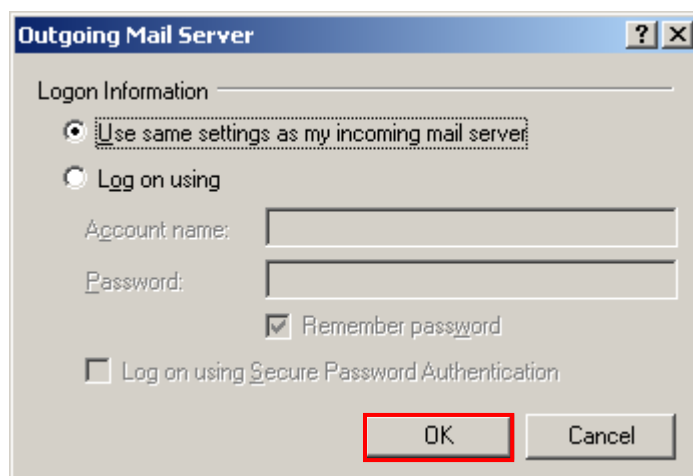 Outgoing Mail Server
Logon Information
Use same settings as my incoming mail server
Log on using
Account name:
Password:
Remember password
Log on using Secure Password Authentication
OK Cancel